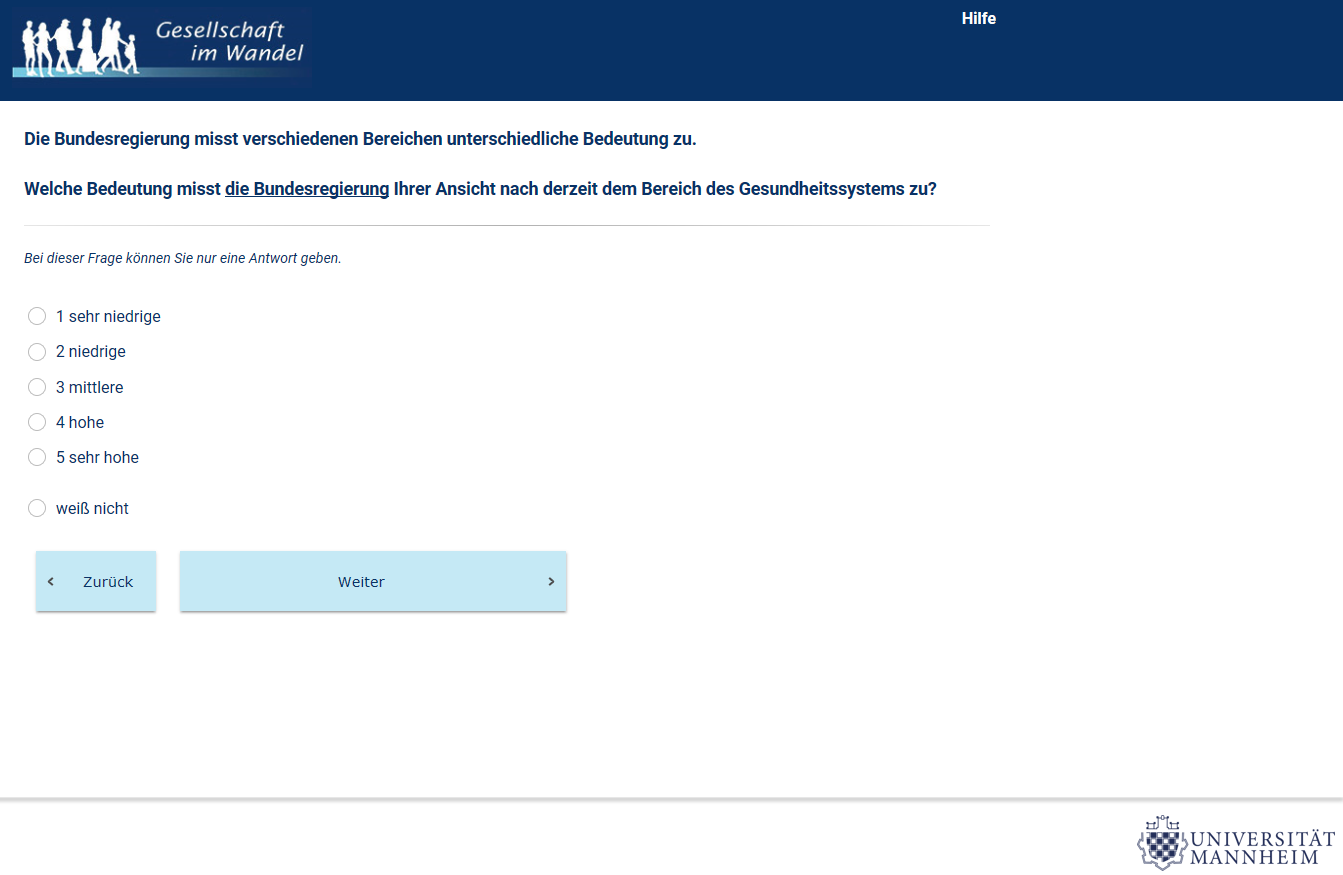 Gesellschaft
im Wandel
Hilfe
Die Bundesregierung misst verschiedenen Bereichen unterschiedliche Bedeutung zu.
Welche Bedeutung misst die Bundesregierung Ihrer Ansicht nach derzeit dem Bereich des Gesundheitssystems zu?
Bei dieser Frage können Sie nur eine Antwort geben.
1 sehr niedrige
2 niedrige
3 mittlere
4 hohe
5 sehr hohe
weiß nicht
‹ Zurück
Weiter ›
UNIVERSITÄT
MANNHEIM